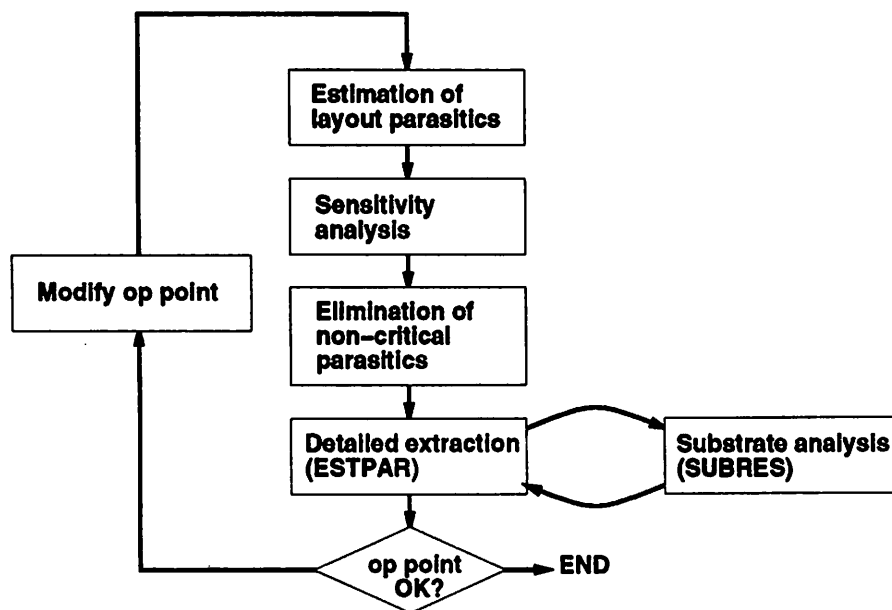 Estimation of
layout parasitics
Sensitivity
analysis
Modify op point
Elimination of
non-critical
parasitics
Detailed extraction
(ESTPAR)
Substrate analysis
(SUBRES)
op point
OK?
END